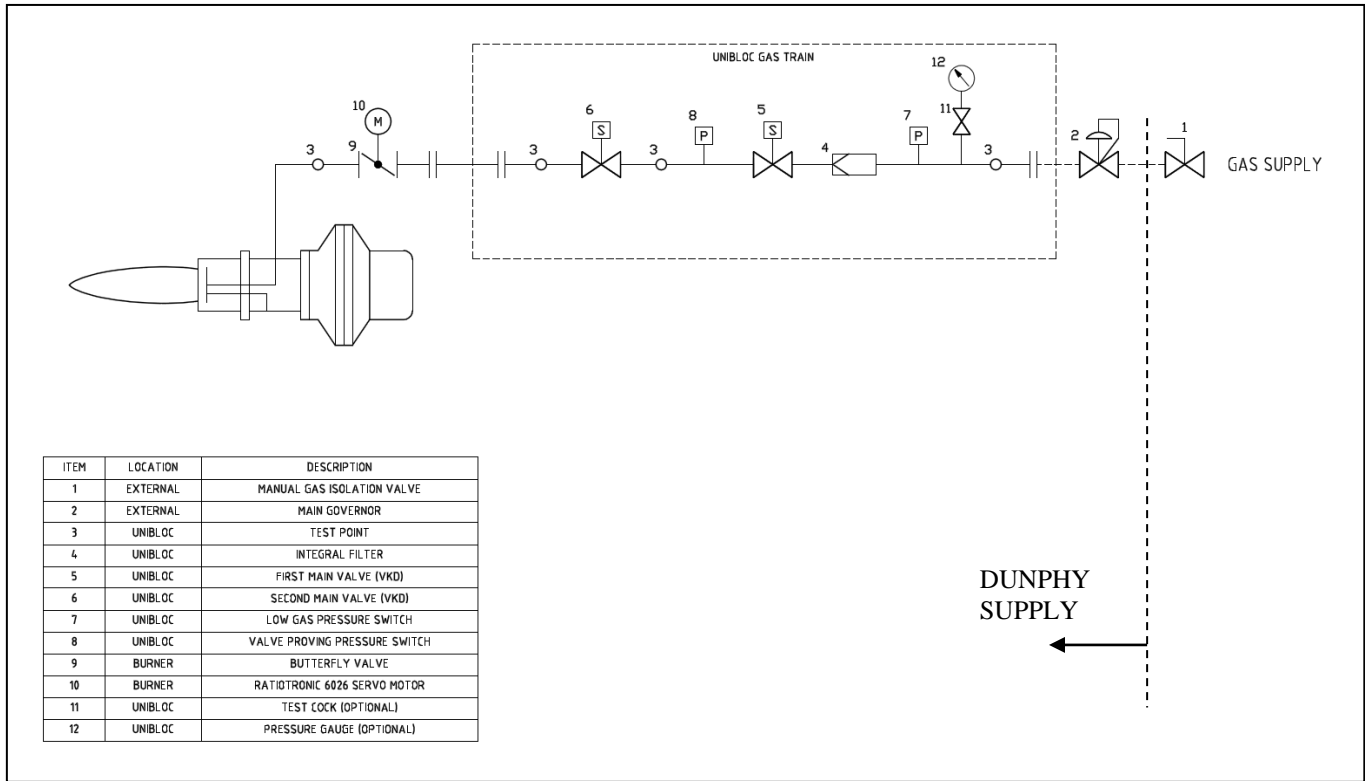 UNIBLOC GAS TRAIN
12
10
M
6
S
8
P
5
S
7
P
11
2
1
3
9
3
3
4
3
GAS SUPPLY
ITEM LOCATION DESCRIPTION
1 EXTERNAL MANUAL GAS ISOLATION VALVE
2 EXTERNAL MAIN GOVERNOR
3 UNIBLOC TEST POINT
4 UNIBLOC INTEGRAL FILTER
5 UNIBLOC FIRST MAIN VALVE (VKD)
6 UNIBLOC SECOND MAIN VALVE (VKD)
7 UNIBLOC LOW GAS PRESSURE SWITCH
8 UNIBLOC VALVE PROVING PRESSURE SWITCH
9 BURNER BUTTERFLY VALVE
10 BURNER RATIOTRONIC 6026 SERVO MOTOR
11 UNIBLOC TEST COCK (OPTIONAL)
12 UNIBLOC PRESSURE GAUGE (OPTIONAL)
DUNPHY
SUPPLY